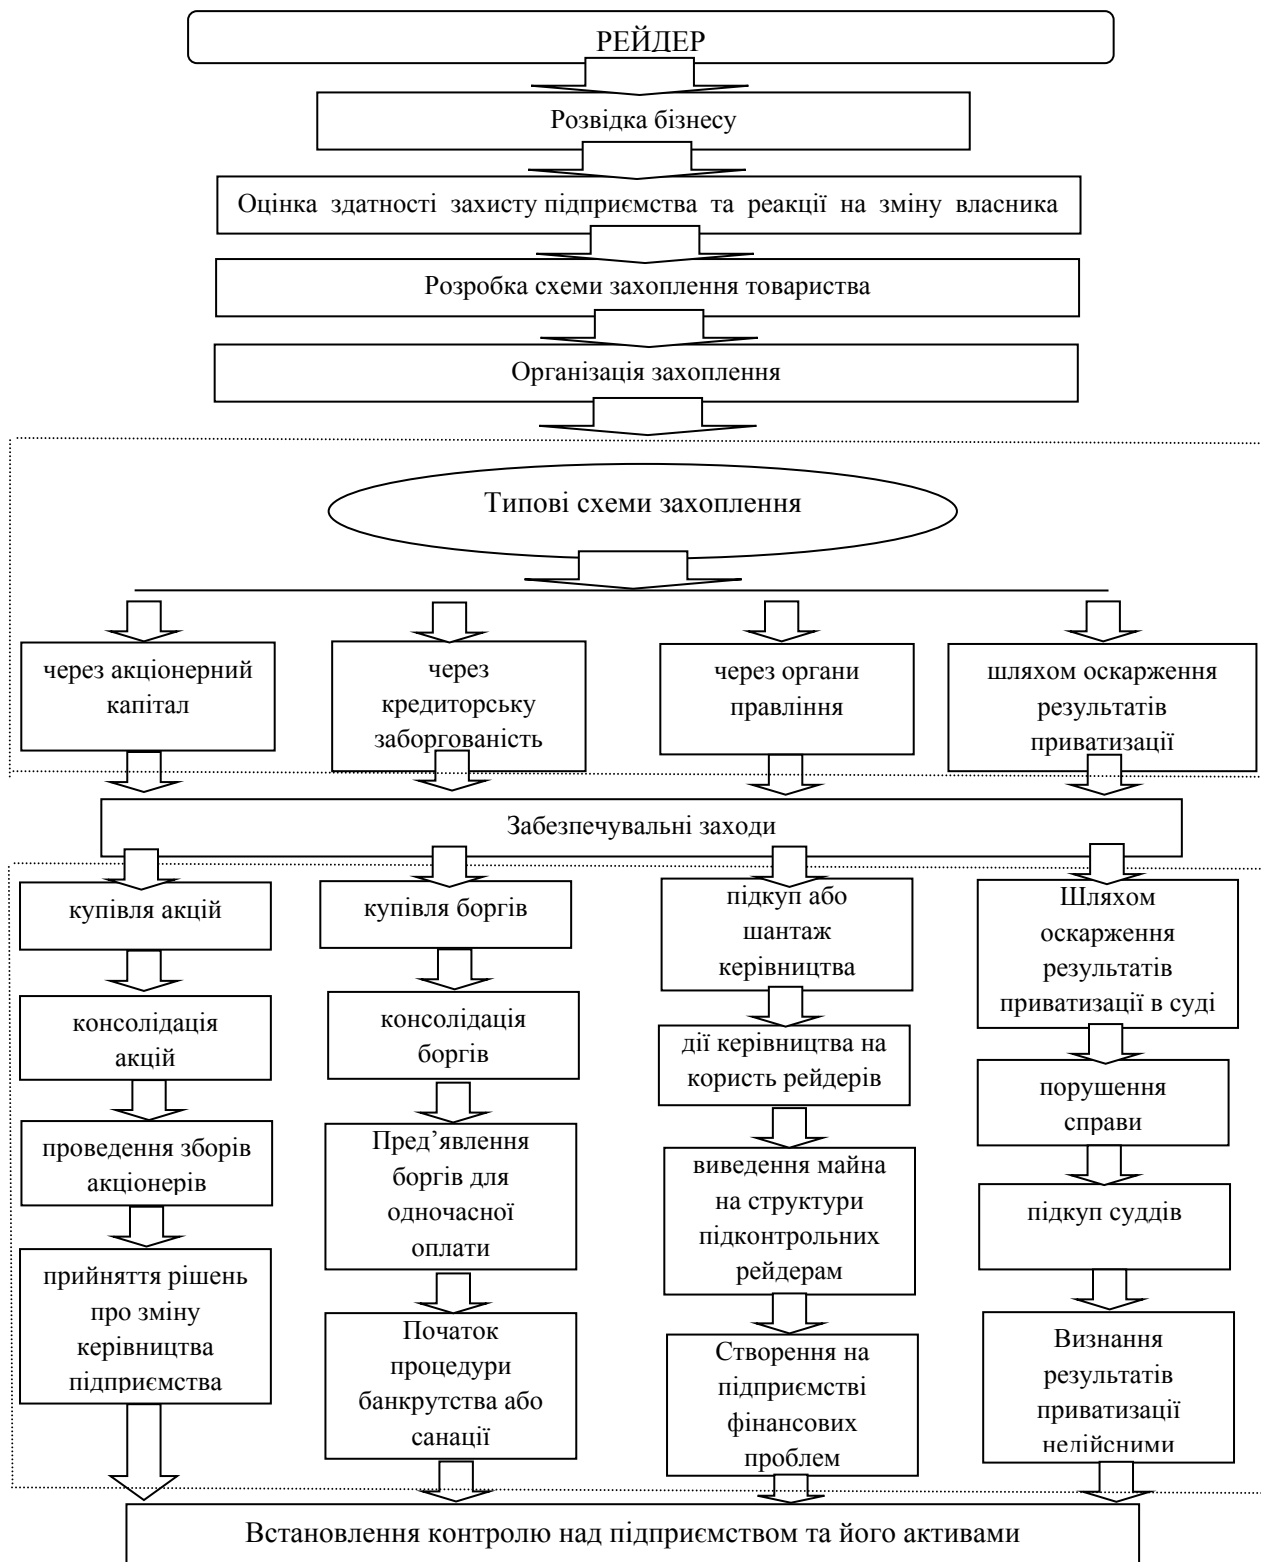 РЕЙДЕР
Розвідка бізнесу
Оцінка здатності захисту підприємства та реакції на зміну власника
Розробка схеми захоплення товариства
Організація захоплення
Типові схеми захоплення
через акціонерний
капітал
через
кредиторську
заборгованість
через органи
правління
шляхом оскарження
результатів
приватизації
Забезпечувальні заходи
купівля акцій
консолідація
акцій
проведення зборів
акціонерів
прийняття рішень
про зміну
керівництва
підприємства
купівля боргів
консолідація
боргів
Пред’явлення
боргів для
одночасної
оплати
Початок
процедури
банкрутства або
санації
підкуп або
шантаж
керівництва
дії керівництва на
користь рейдерів
виведення майна
на структури
підконтрольних
рейдерам
Створення на
підприємстві
фінансових
проблем
Шляхом
оскарження
результатів
приватизації в суді
порушення
справи
підкуп суддів
Визнання
результатів
приватизації
недійсними
Встановлення контролю над підприємством та його активами